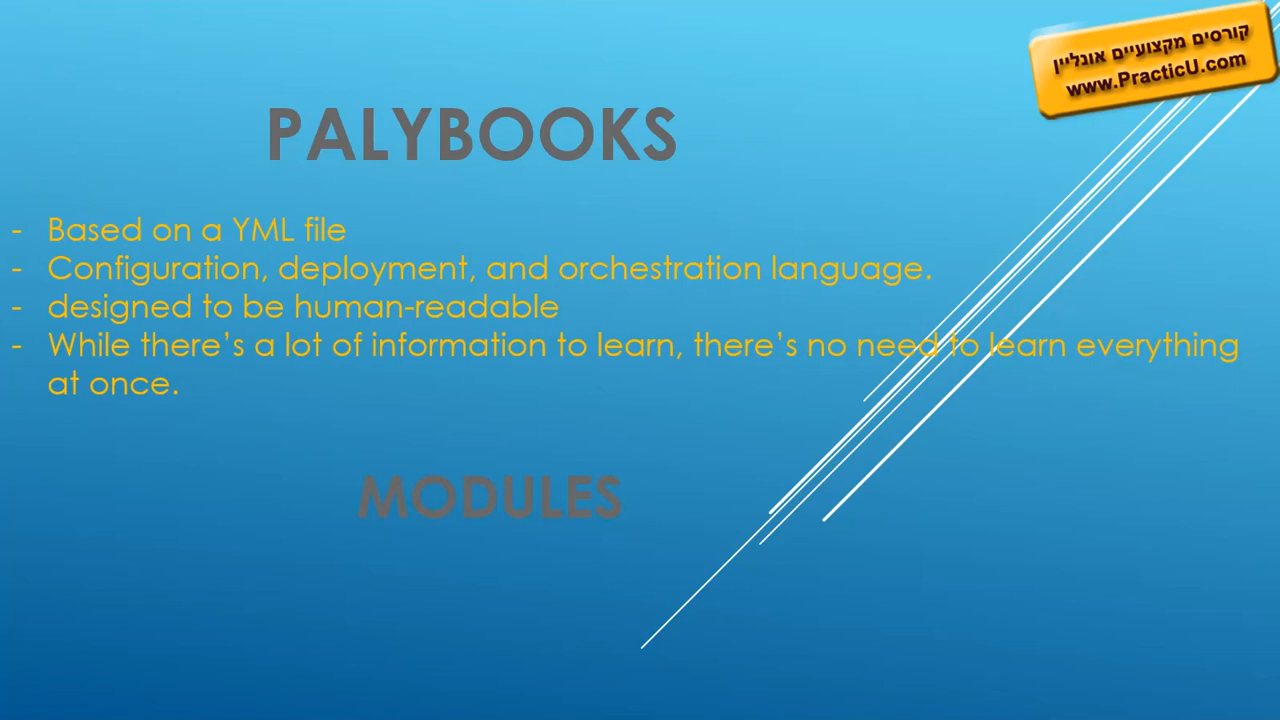 קורסים מקצועיים אונליין
www.PracticU.com
PALYBOOKS
- Based on a YML file
- Configuration, deployment, and orchestration language.
- designed to be human-readable
- While there's a lot of information to learn, there's no need to learn everything
at once.
MODULES